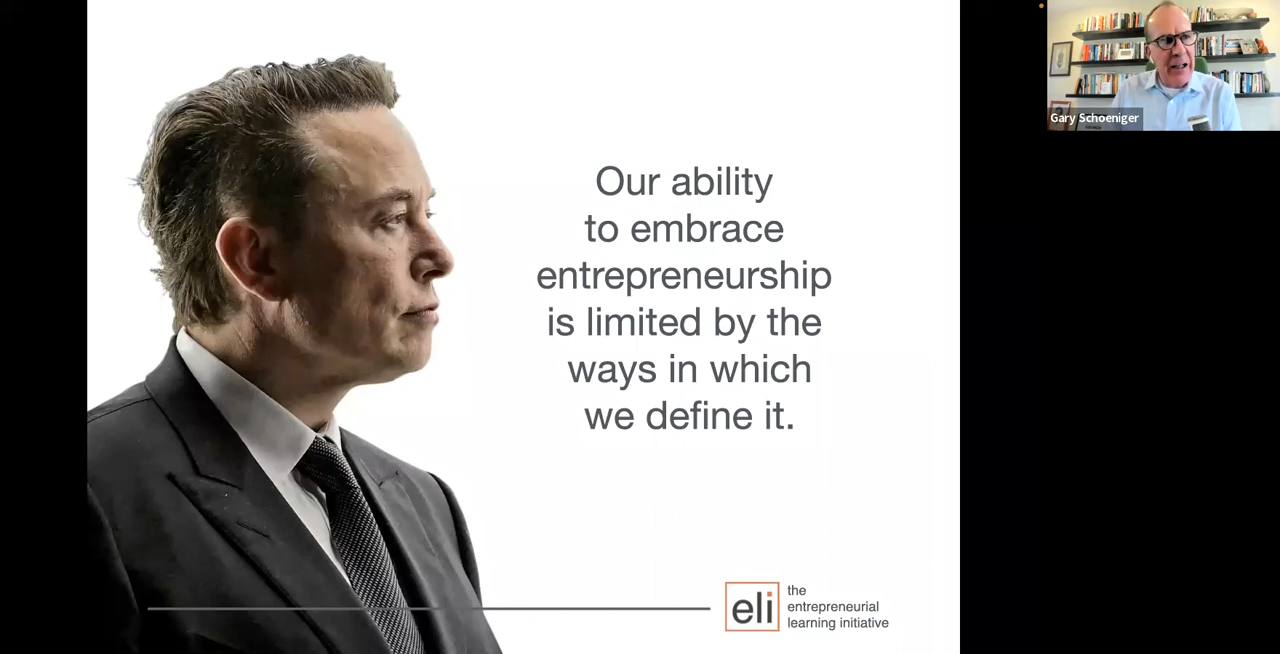 Our ability
to embrace
entrepreneurship
is limited by the
ways in which
we define it.
eli
the
entrepreneurial
learning initiative
Gary Schoeniger